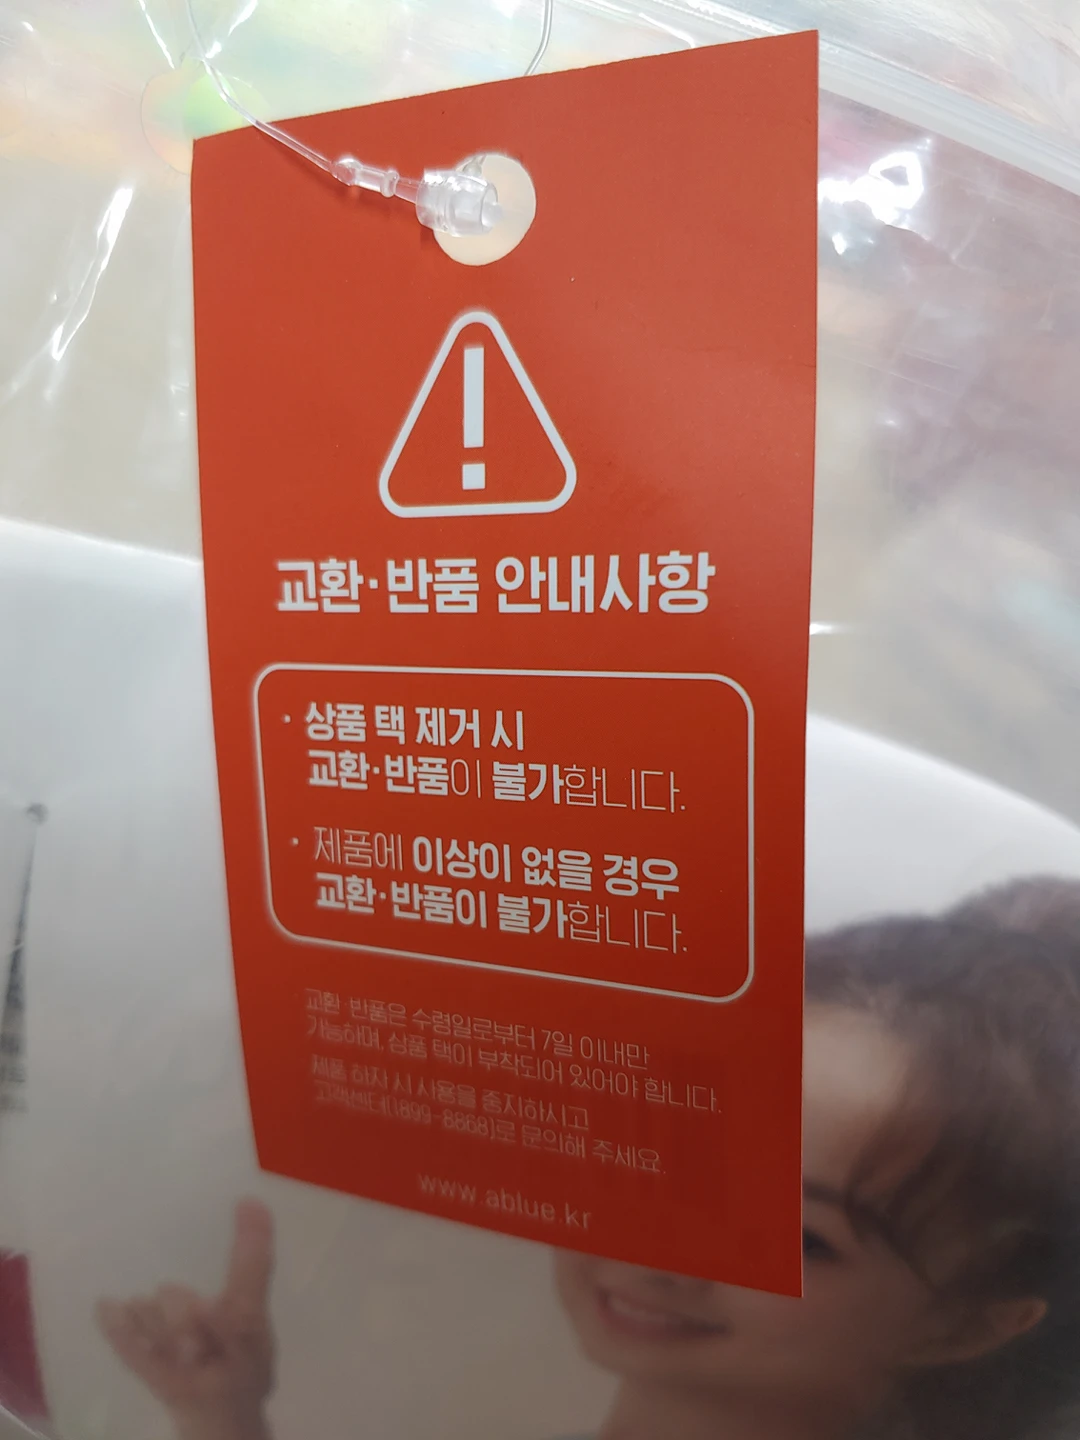 교환·반품 안내사항
· 상품 택 제거 시
교환·반품이 불가합니다.
· 제품에 이상이 없을 경우
교환·반품이 불가합니다.
교환·반품은 수령일로부터 7일 이내만
가능하며, 상품 택이 부착되어 있어야 합니다.
제품 하자 시 사용을 중지하시고
고객센터(1899-8868)로 문의해 주세요.
www.ablue.kr